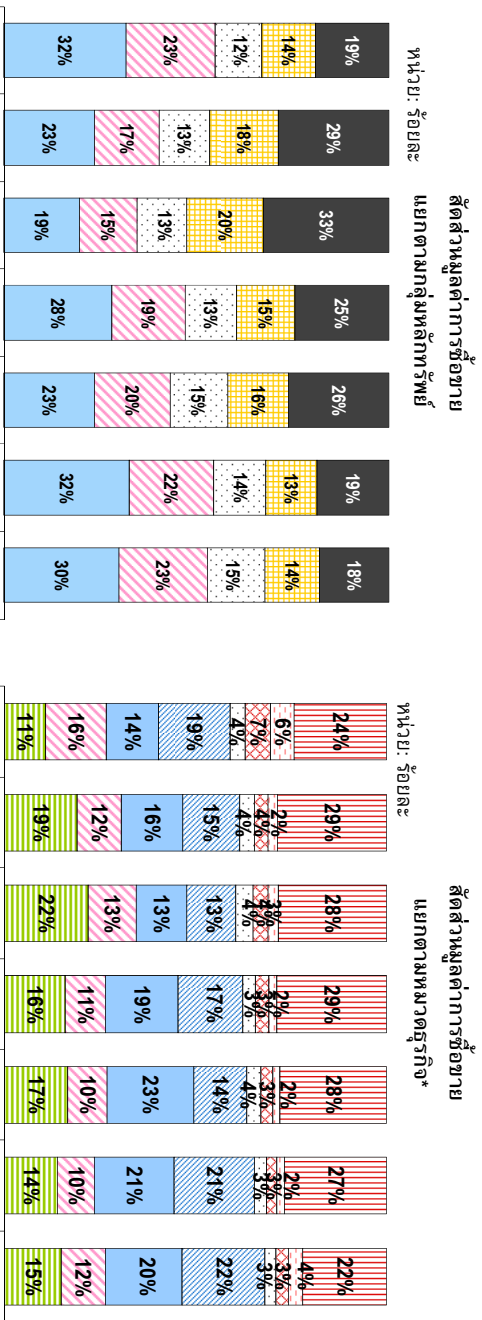 สัดส่วนมูลค่าการซื้อขาย
แยกตามกลุ่มหลักทรัพย์
หน่วย: ร้อยละ
19% 29% 33% 25% 26% 19% 18%
14% 18% 20% 15% 16% 13% 14%
12% 13% 13% 13% 15% 14% 15%
23% 17% 15% 19% 20% 22% 23%
32% 23% 19% 28% 23% 32% 30%
สัดส่วนมูลค่าการซื้อขาย
แยกตามหมวดธุรกิจ*
หน่วย: ร้อยละ
24% 29% 28% 29% 28% 27% 22%
6% 2% 3% 2% 2% 2% 4%
7% 4% 4% 3% 3% 3% 3%
4% 4% 4% 3% 4% 3% 3%
19% 15% 13% 17% 14% 21% 22%
14% 16% 13% 19% 23% 21% 20%
16% 12% 13% 11% 10% 10% 12%
11% 19% 22% 16% 17% 14% 15%